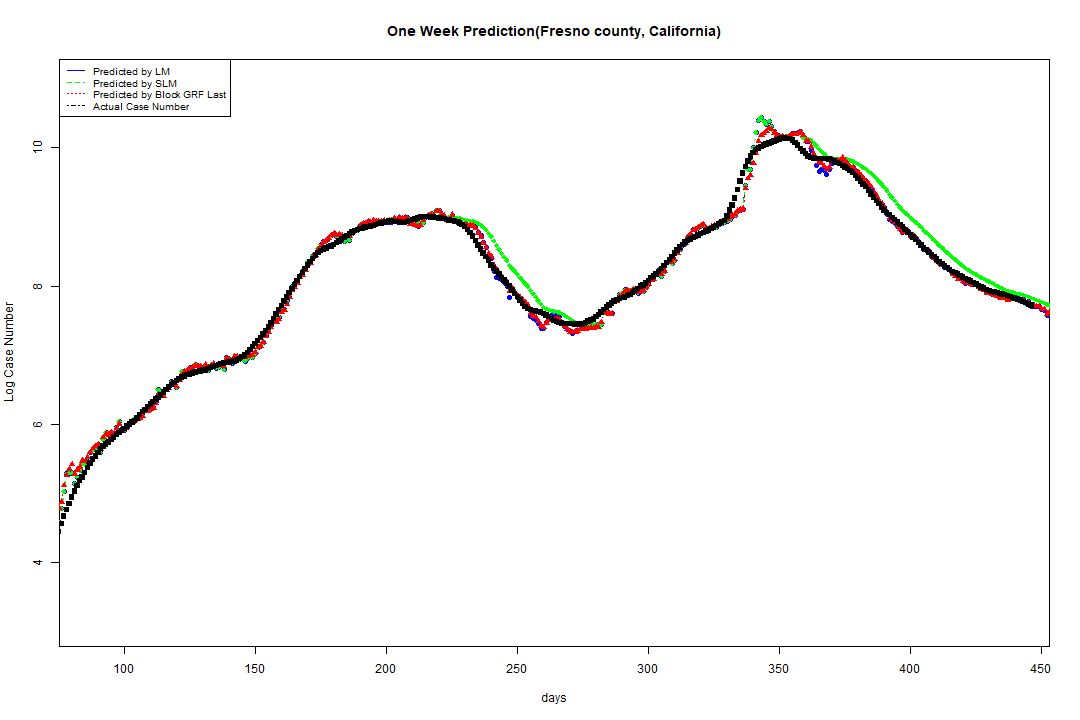 One Week Prediction(Fresno county, California)
Predicted by LM
Predicted by SLM
Predicted by Block GRF Last
Actual Case Number
10
8
6
4
Log Case Number
100 150 200 250 300 350 400 450
days